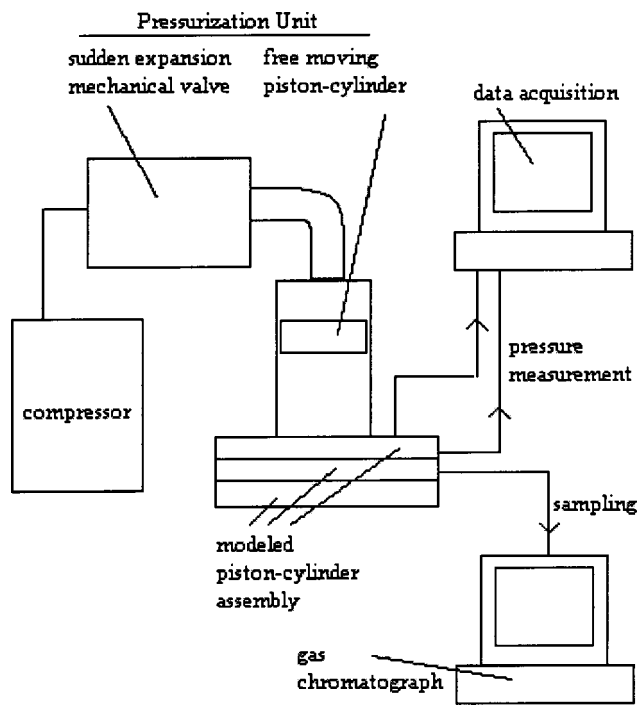 Pressurization Unit
sudden expansion
mechanical valve
free moving
piston-cylinder
data acquisition
compressor
pressure
measurement
sampling
modeled
piston-cylinder
assembly
gas
chromatograph